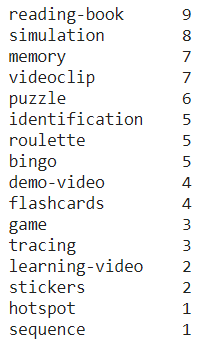 reading-book 9
simulation 8
memory 7
videoclip 7
puzzle 6
identification 5
roulette 5
bingo 5
demo-video 4
flashcards 4
game 3
tracing 3
learning-video 2
stickers 2
hotspot 1
sequence 1